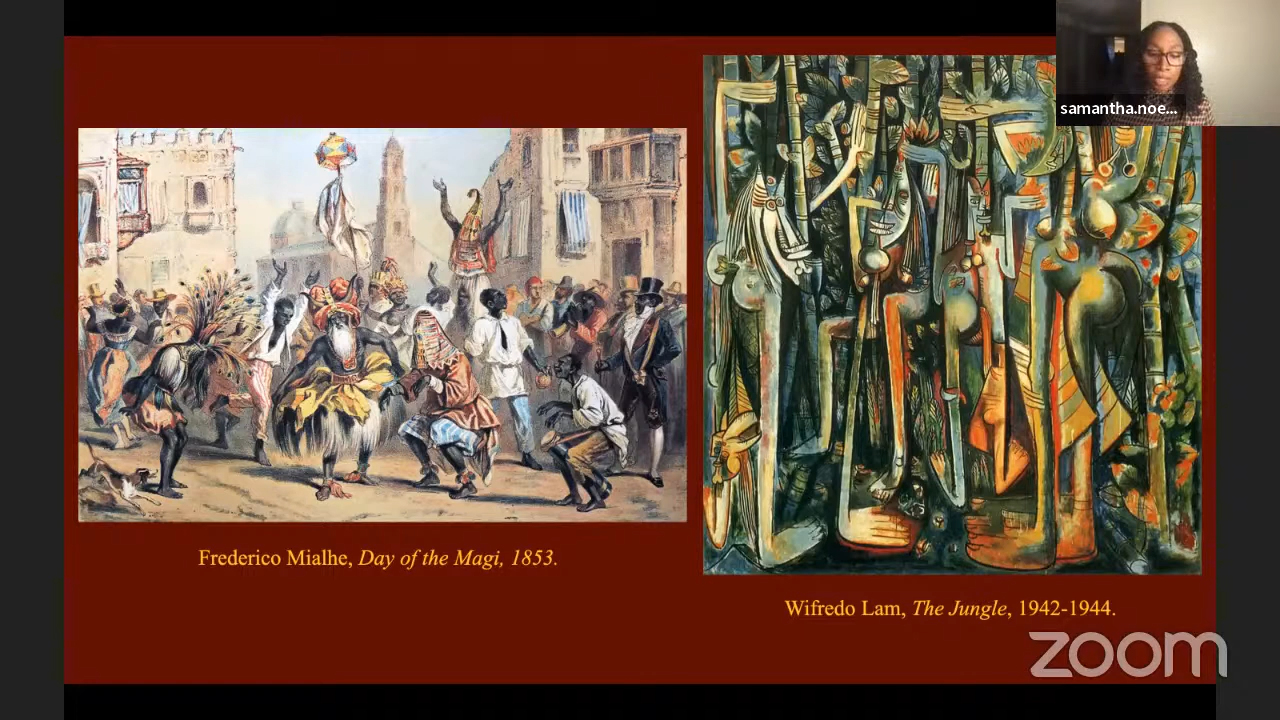 samantha.noe...
Frederico Mialhe, Day of the Magi, 1853.
Wifredo Lam, The Jungle, 1942-1944.
zoom